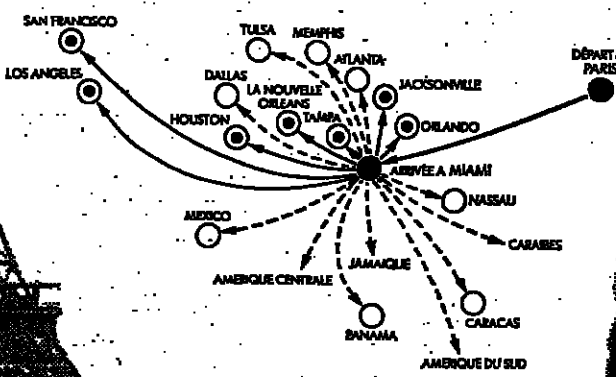 SAN FRANCISCO
TULSA
MEMPHIS
ATLANTA
DÉPART
PARIS
LOS ANGELES
DALLAS
LA NOUVELLE
ORLEANS
JACKSONVILLE
HOUSTON
TAMPA
ORLANDO
ARRIVÉE A MIAMI
NASSAU
MEXICO
CARAIBES
JAMAIQUE
AMERIQUE CENTRALE
PANAMA
CARACAS
AMERIQUE DU SUD